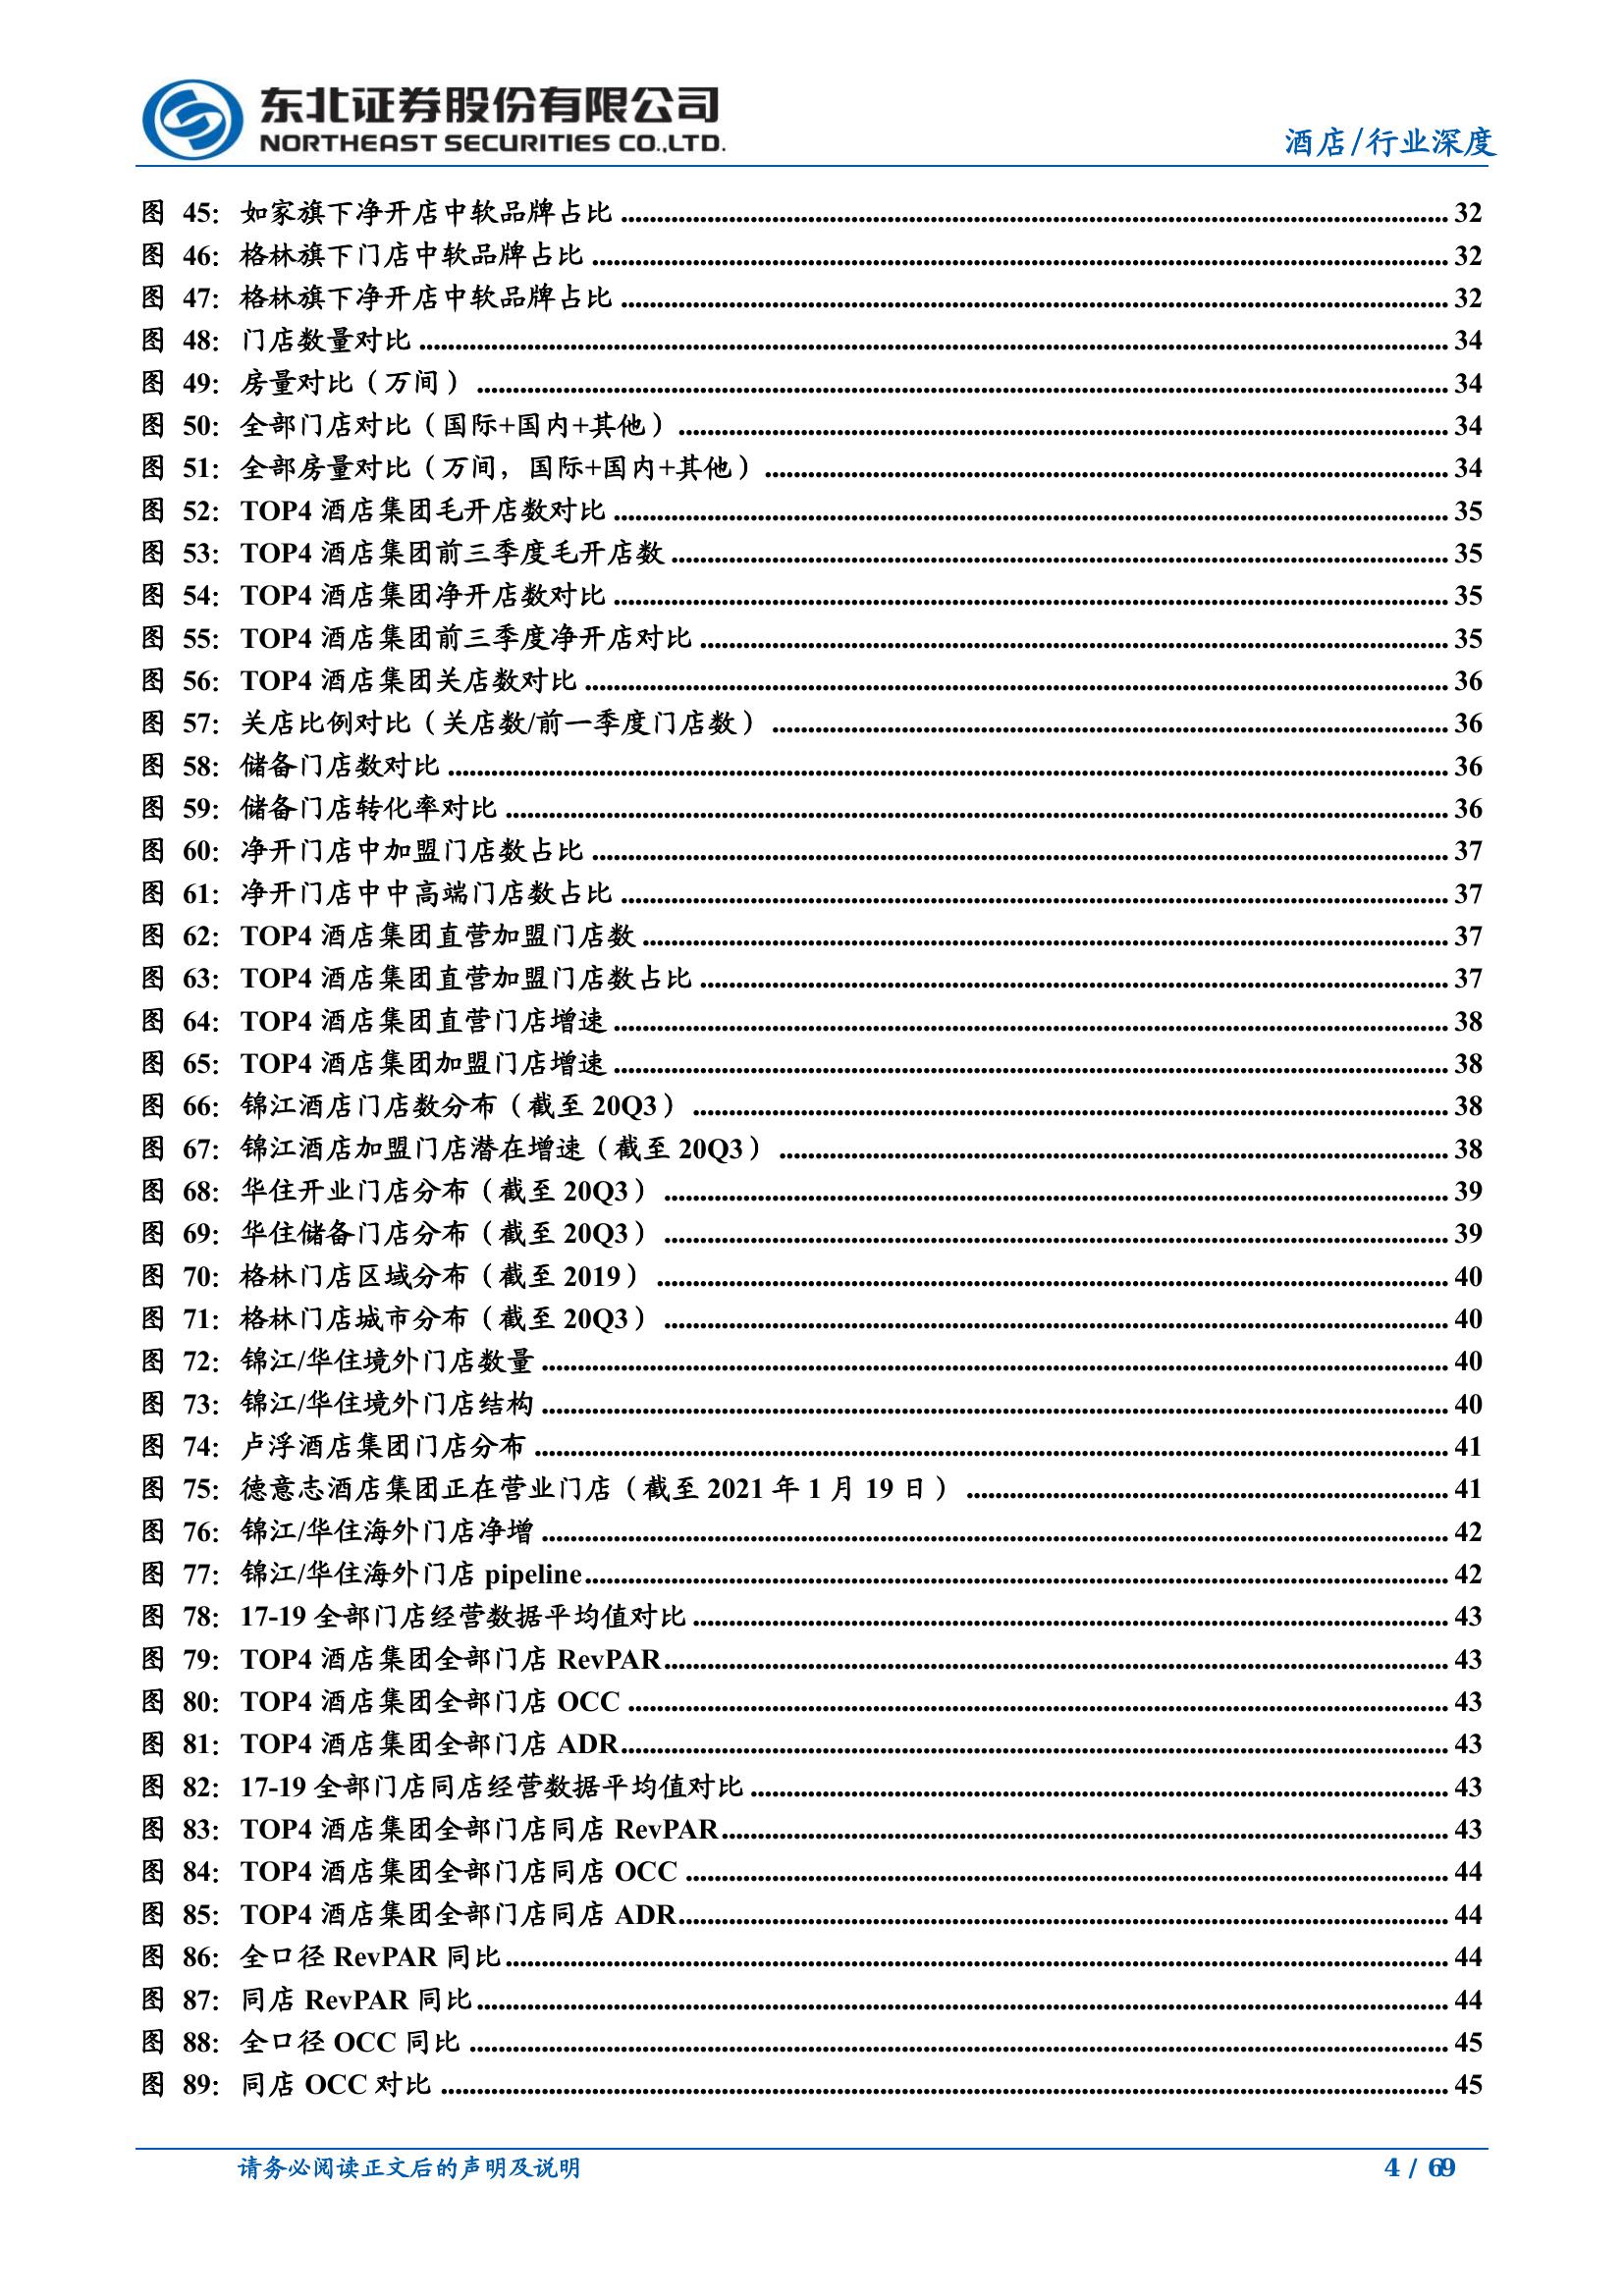 东北证券股份有限公司
NORTHEAST SECURITIES CO.,LTD.
酒店/行业深度
图 45: 如家旗下净开店中软品牌占比 32
图 46: 格林旗下门店中软品牌占比 32
图 47: 格林旗下净开店中软品牌占比 32
图 48: 门店数量对比 34
图 49: 房量对比（万间） 34
图 50: 全部门店对比（国际+国内+其他） 34
图 51: 全部房量对比（万间，国际+国内+其他） 34
图 52: TOP4 酒店集团毛开店数对比 35
图 53: TOP4 酒店集团前三季度毛开店数 35
图 54: TOP4 酒店集团净开店数对比 35
图 55: TOP4 酒店集团前三季度净开店对比 35
图 56: TOP4 酒店集团关店数对比 36
图 57: 关店比例对比（关店数/前一季度门店数） 36
图 58: 储备门店数对比 36
图 59: 储备门店转化率对比 36
图 60: 净开门店中加盟门店数占比 37
图 61: 净开门店中中高端门店数占比 37
图 62: TOP4 酒店集团直营加盟门店数 37
图 63: TOP4 酒店集团直营加盟门店数占比 37
图 64: TOP4 酒店集团直营门店增速 38
图 65: TOP4 酒店集团加盟门店增速 38
图 66: 锦江酒店门店数分布（截至 20Q3） 38
图 67: 锦江酒店加盟门店潜在增速（截至 20Q3） 38
图 68: 华住开业门店分布（截至 20Q3） 39
图 69: 华住储备门店分布（截至 20Q3） 39
图 70: 格林门店区域分布（截至 2019） 40
图 71: 格林门店城市分布（截至 20Q3） 40
图 72: 锦江/华住境外门店数量 40
图 73: 锦江/华住境外门店结构 40
图 74: 卢浮酒店集团门店分布 41
图 75: 德意志酒店集团正在营业门店（截至 2021 年 1 月 19 日） 41
图 76: 锦江/华住海外门店净增 42
图 77: 锦江/华住海外门店 pipeline 42
图 78: 17-19 全部门店经营数据平均值对比 43
图 79: TOP4 酒店集团全部门店 RevPAR 43
图 80: TOP4 酒店集团全部门店 OCC 43
图 81: TOP4 酒店集团全部门店 ADR 43
图 82: 17-19 全部门店同店经营数据平均值对比 43
图 83: TOP4 酒店集团全部门店同店 RevPAR 43
图 84: TOP4 酒店集团全部门店同店 OCC 44
图 85: TOP4 酒店集团全部门店同店 ADR 44
图 86: 全口径 RevPAR 同比 44
图 87: 同店 RevPAR 同比 44
图 88: 全口径 OCC 同比 45
图 89: 同店 OCC 对比 45
请务必阅读正文后的声明及说明 4 / 69